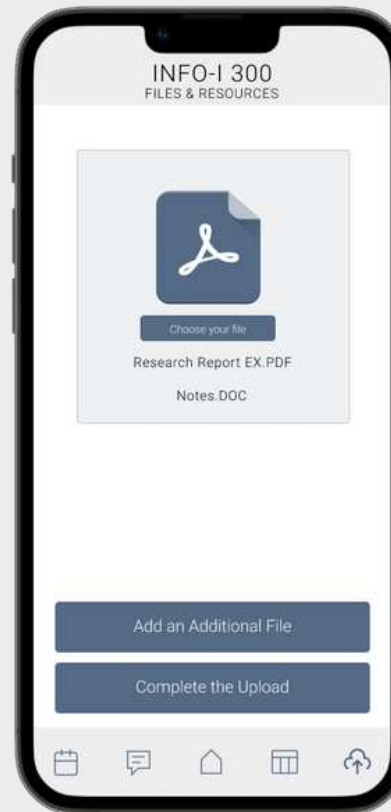 INFO-I 300
FILES & RESOURCES
Choose your file
Research Report EX.PDF
Notes.DOC
Add an Additional File
Complete the Upload